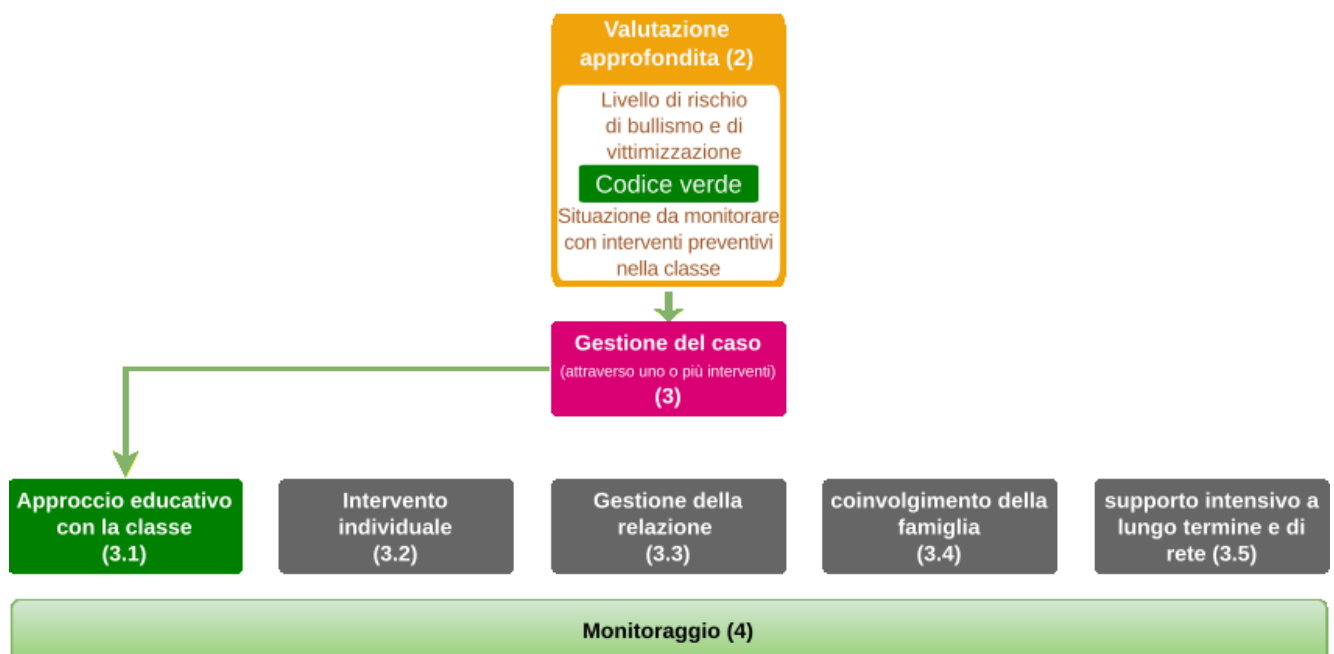 Valutazione
approfondita (2)
Livello di rischio
di bullismo e di
vittimizzazione
Codice verde
Situazione da monitorare
con interventi preventivi
nella classe
Gestione del caso
(attraverso uno o più interventi)
(3)
Approccio educativo
con la classe
(3.1)
Intervento
individuale
(3.2)
Gestione della
relazione
(3.3)
coinvolgimento della
famiglia
(3.4)
supporto intensivo a
lungo termine e di
rete (3.5)
Monitoraggio (4)